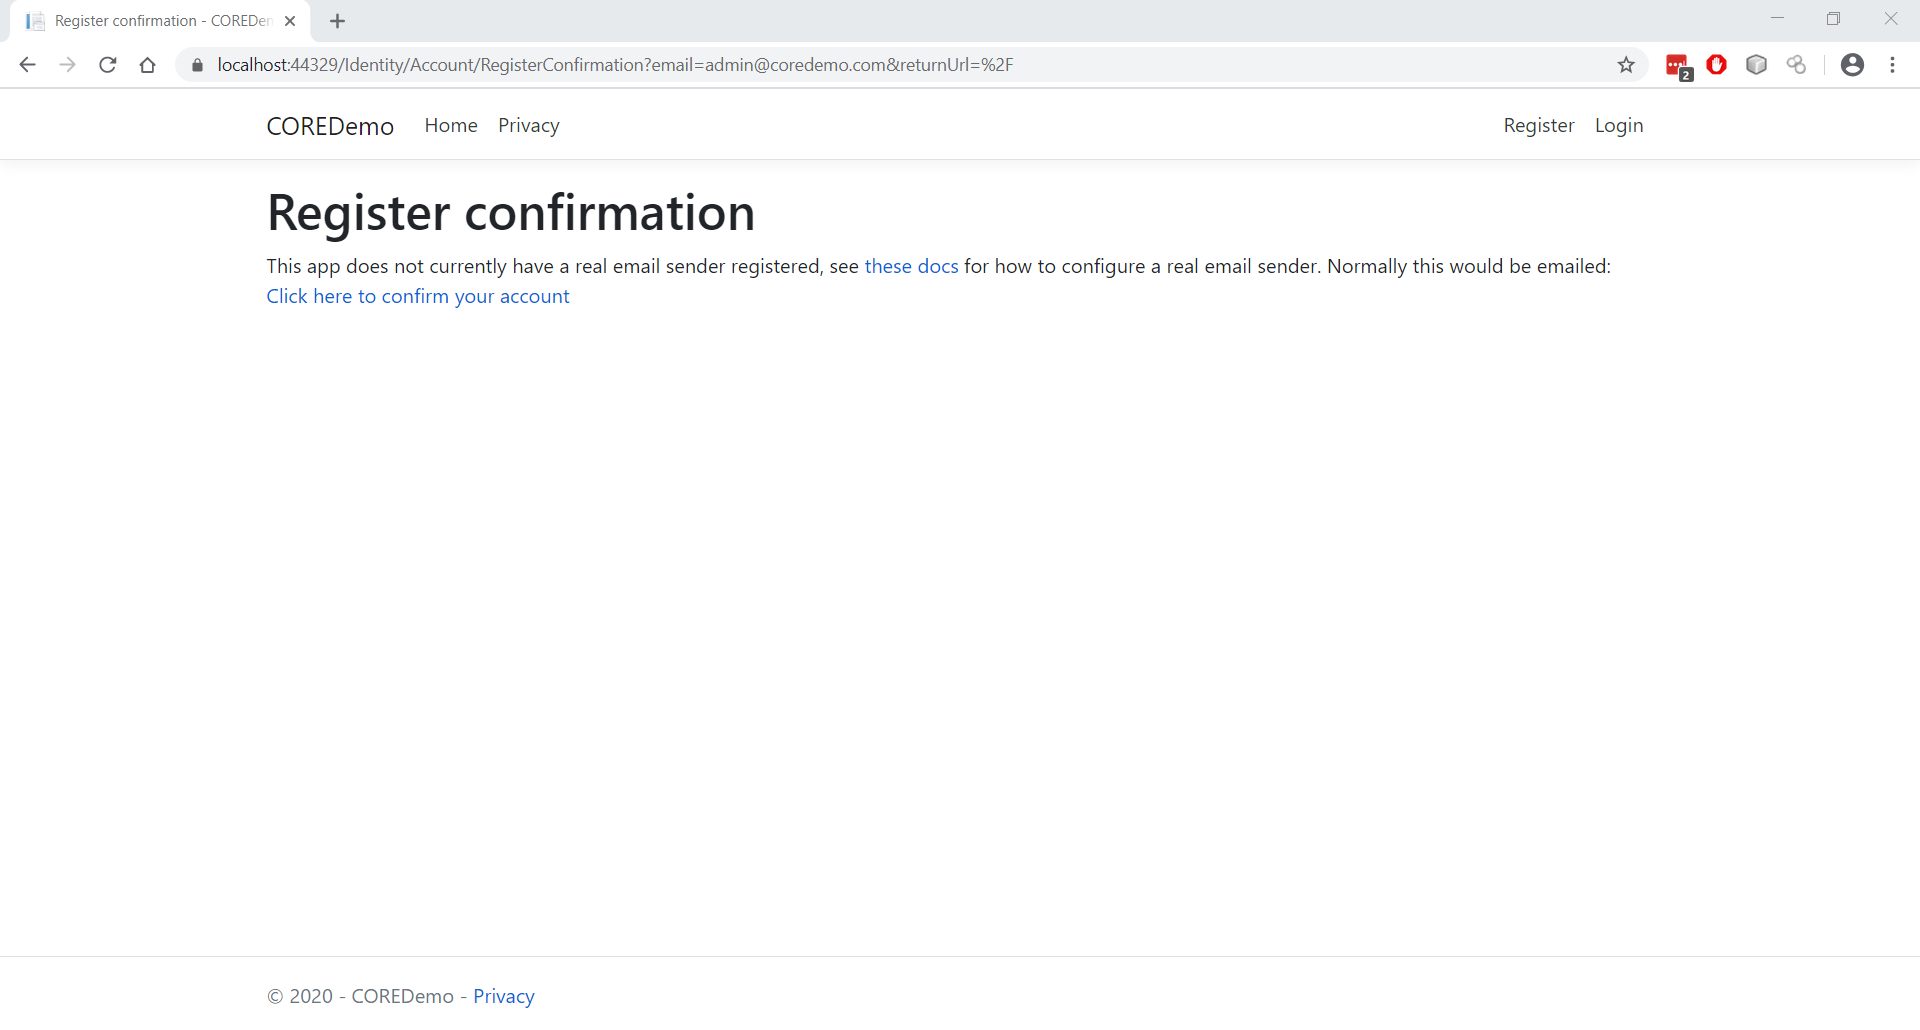 Register confirmation - COREDem
localhost:44329/Identity/Account/RegisterConfirmation?email=admin@coredemo.com&returnUrl=%2F
2
COREDemo Home Privacy Register Login
Register confirmation
This app does not currently have a real email sender registered, see these docs for how to configure a real email sender. Normally this would be emailed:
Click here to confirm your account
© 2020 - COREDemo - Privacy